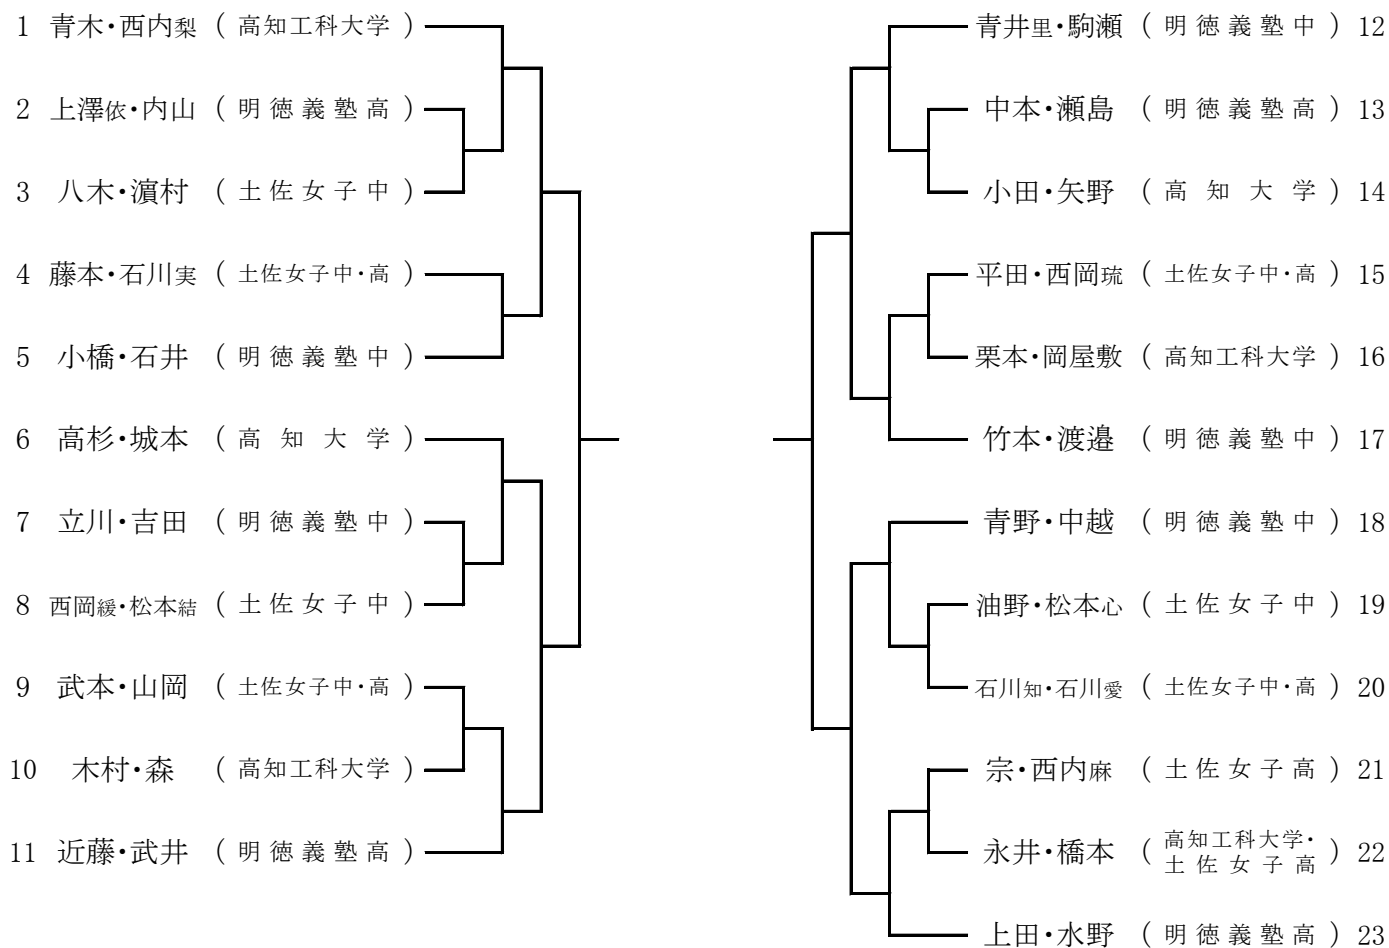 1 青木・西内梨 (高知工科大学)
2 上澤依・内山 (明徳義塾高)
3 八木・濵村 (土佐女子中)
4 藤本・石川実 (土佐女子中・高)
5 小橋・石井 (明徳義塾中)
6 高杉・城本 (高知大学)
7 立川・吉田 (明徳義塾中)
8 西岡緩・松本結 (土佐女子中)
9 武本・山岡 (土佐女子中・高)
10 木村・森 (高知工科大学)
11 近藤・武井 (明徳義塾高)
青井里・駒瀬 (明徳義塾中) 12
中本・瀬島 (明徳義塾高) 13
小田・矢野 (高知大学) 14
平田・西岡琉 (土佐女子中・高) 15
栗本・岡屋敷 (高知工科大学) 16
竹本・渡邉 (明徳義塾中) 17
青野・中越 (明徳義塾中) 18
油野・松本心 (土佐女子中) 19
石川知・石川愛 (土佐女子中・高) 20
宗・西内麻 (土佐女子高) 21
永井・橋本 (高知工科大学・
土佐女子高) 22
上田・水野 (明徳義塾高) 23